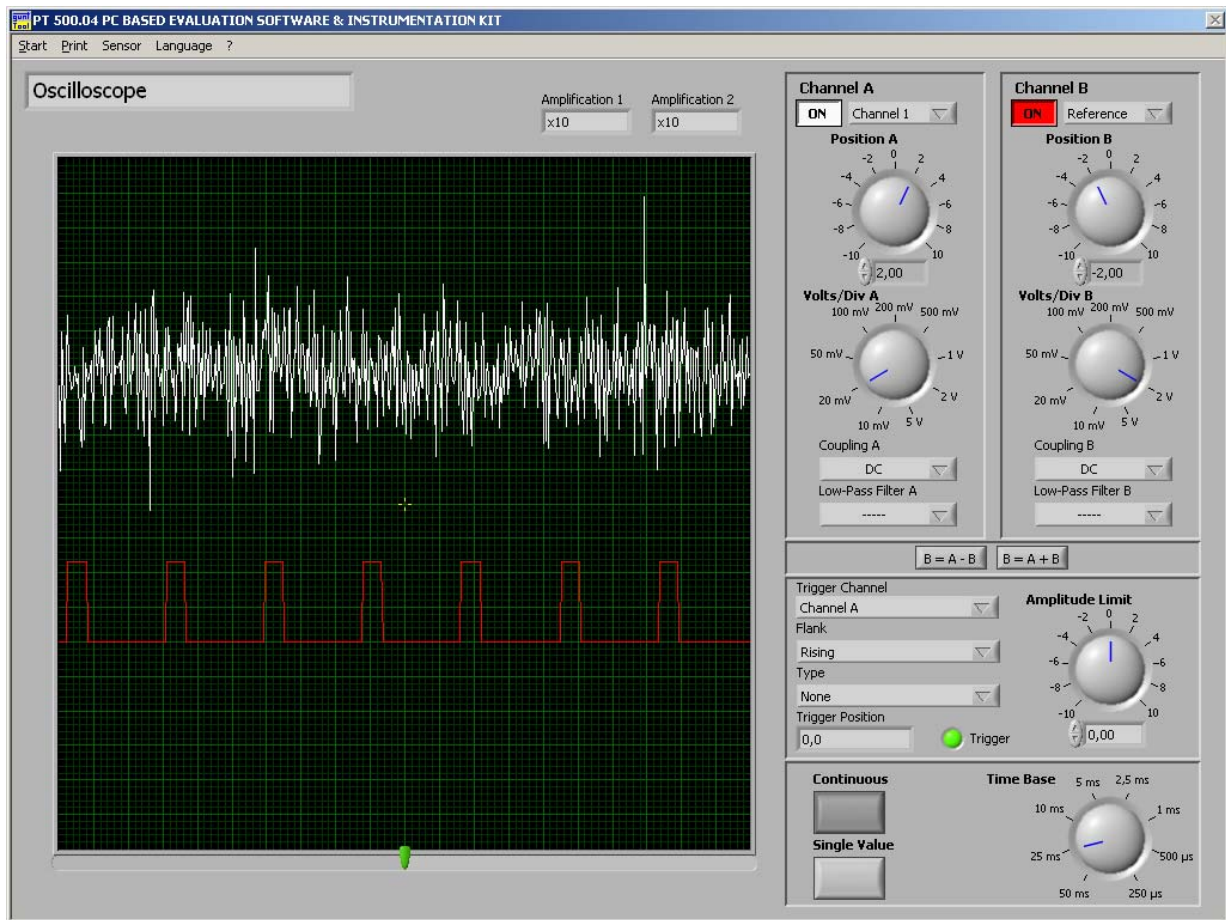 guni Tool PT 500.04 PC BASED EVALUATION SOFTWARE & INSTRUMENTATION KIT
Start Print Sensor Language ?
Oscilloscope
Amplification 1 Amplification 2
x10 x10
Channel A
ON Channel 1
Position A
-2 0 2
-4 4
-6 -6
-8 8
-10 10
2,00
Volts/Div A
100 mV 200 mV 500 mV
50 mV 1 V
20 mV 2 V
10 mV 5 V
Coupling A
DC
Low-Pass Filter A
-----
Channel B
ON Reference
Position B
-2 0 2
-4 4
-6 -6
-8 8
-10 10
-2,00
Volts/Div B
100 mV 200 mV 500 mV
50 mV 1 V
20 mV 2 V
10 mV 5 V
Coupling B
DC
Low-Pass Filter B
-----
B = A - B B = A + B
Trigger Channel
Channel A
Flank
Rising
Type
None
Trigger Position
0,0 Trigger
Amplitude Limit
-2 0 2
-4 4
-6 -6
-8 8
-10 10
0,00
Continuous
Single Value
Time Base
5 ms 2,5 ms
10 ms 1 ms
25 ms 500 µs
50 ms 250 µs